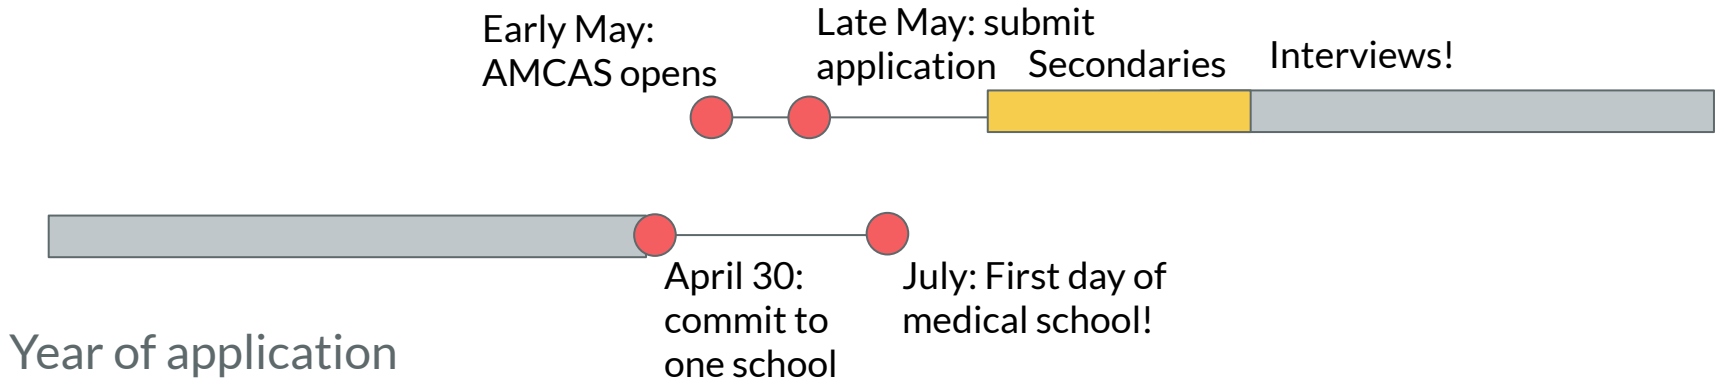 Early May:
AMCAS opens
Late May: submit
application
Secondaries
Interviews!
April 30:
commit to
one school
July: First day of
medical school!
Year of application